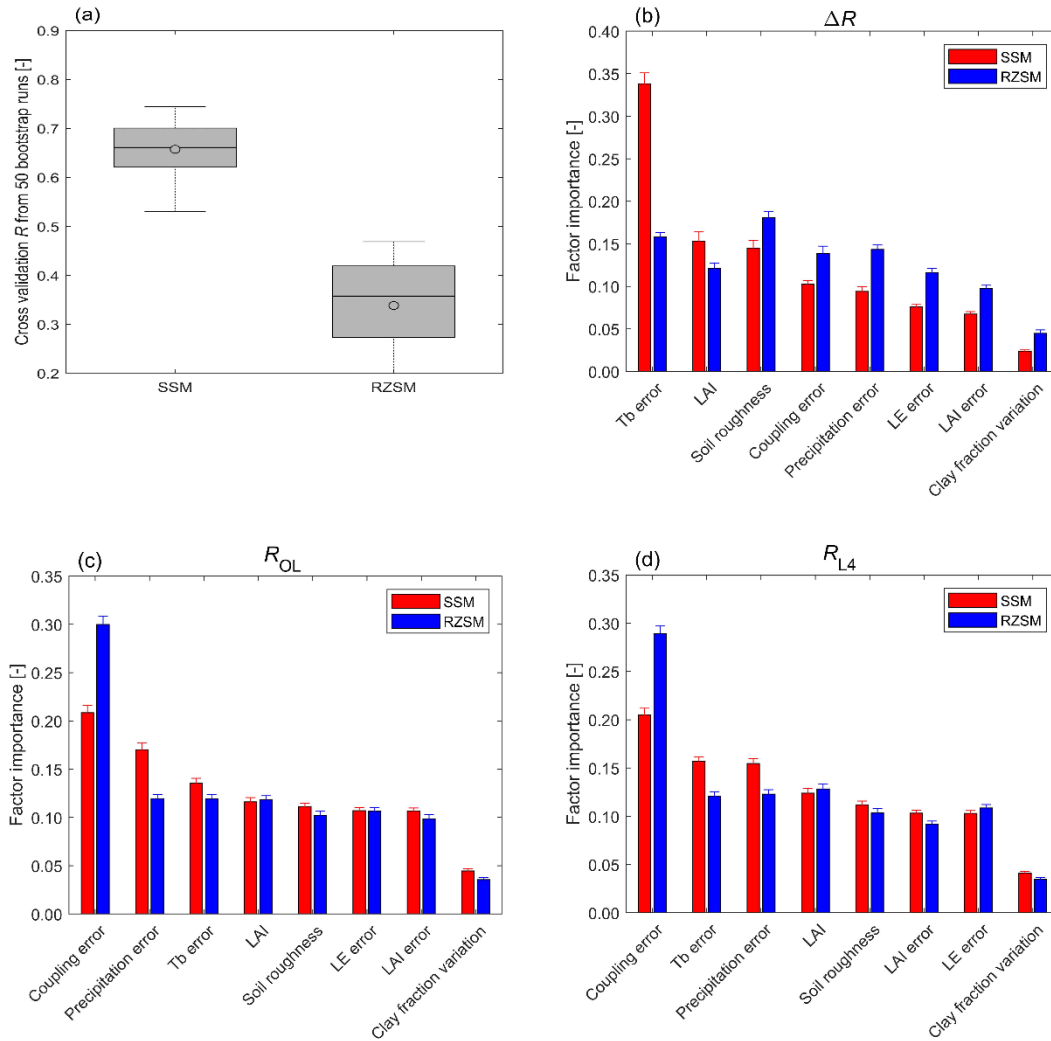 (a)
Cross validation R from 50 bootstrap runs [-]
0.9
0.8
0.7
0.6
0.5
0.4
0.3
0.2
SSM
RZSM
(b)
ΔR
Factor importance [-]
0.40
0.35
0.30
0.25
0.20
0.15
0.10
0.05
0.00
SSM
RZSM
Tb error
LAI
Soil roughness
Coupling error
Precipitation error
LE error
LAI error
Clay fraction variation
(c)
R_OL
Factor importance [-]
0.35
0.30
0.25
0.20
0.15
0.10
0.05
0.00
SSM
RZSM
Coupling error
Precipitation error
Tb error
LAI
Soil roughness
LE error
LAI error
Clay fraction variation
(d)
R_L4
Factor importance [-]
0.35
0.30
0.25
0.20
0.15
0.10
0.05
0.00
SSM
RZSM
Coupling error
Tb error
Precipitation error
LAI
Soil roughness
LAI error
LE error
Clay fraction variation